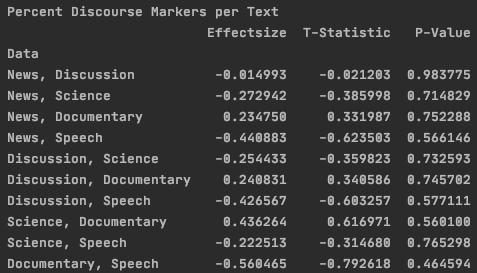 Percent Discourse Markers per Text
Effectsize T-Statistic P-Value
Data
News, Discussion -0.014993 -0.021203 0.983775
News, Science -0.272942 -0.385998 0.714829
News, Documentary 0.234750 0.331987 0.752288
News, Speech -0.440883 -0.623503 0.566146
Discussion, Science -0.254433 -0.359823 0.732593
Discussion, Documentary 0.240831 0.340586 0.745702
Discussion, Speech -0.426567 -0.603257 0.577111
Science, Documentary 0.436264 0.616971 0.560100
Science, Speech -0.222513 -0.314680 0.765298
Documentary, Speech -0.560465 -0.792618 0.464594